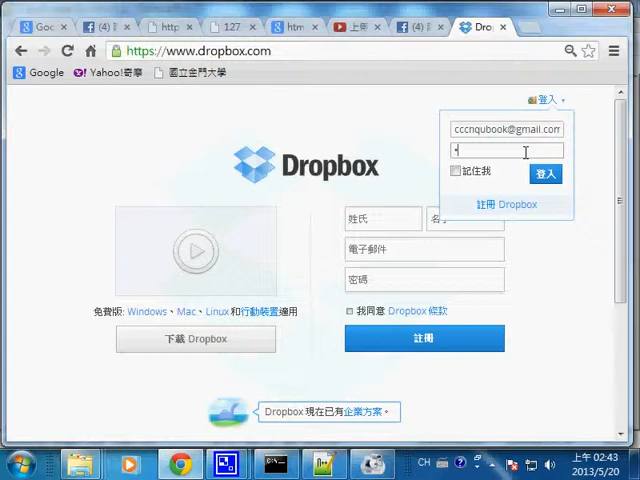 Goo
(4)
http
127
html
上
(4)
Dro
https://www.dropbox.com
Google
Yahoo!奇摩
國立金門大學
登入
cccnqubook@gmail.com
記住我
登入
註冊 Dropbox
Dropbox
姓氏
名
電子郵件
密碼
免費版: Windows、Mac、Linux 和行動裝置適用
我同意 Dropbox 條款
下載 Dropbox
註冊
Dropbox 現在已有企業方案。
CH
上午 02:43
2013/5/20